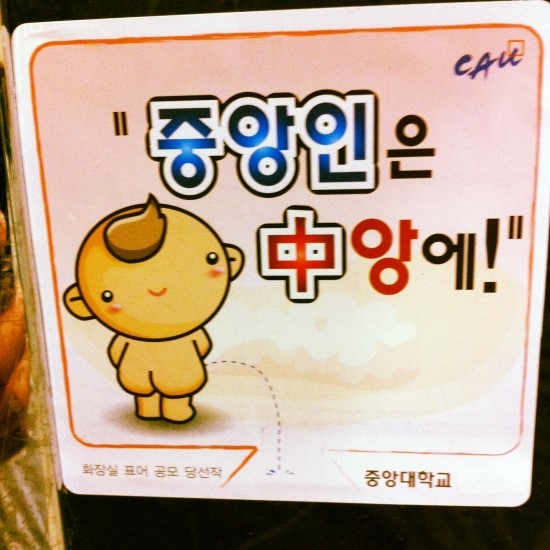 CAU
" 중앙인은
中앙에!"
화장실 표어 공모 당선작
중앙대학교